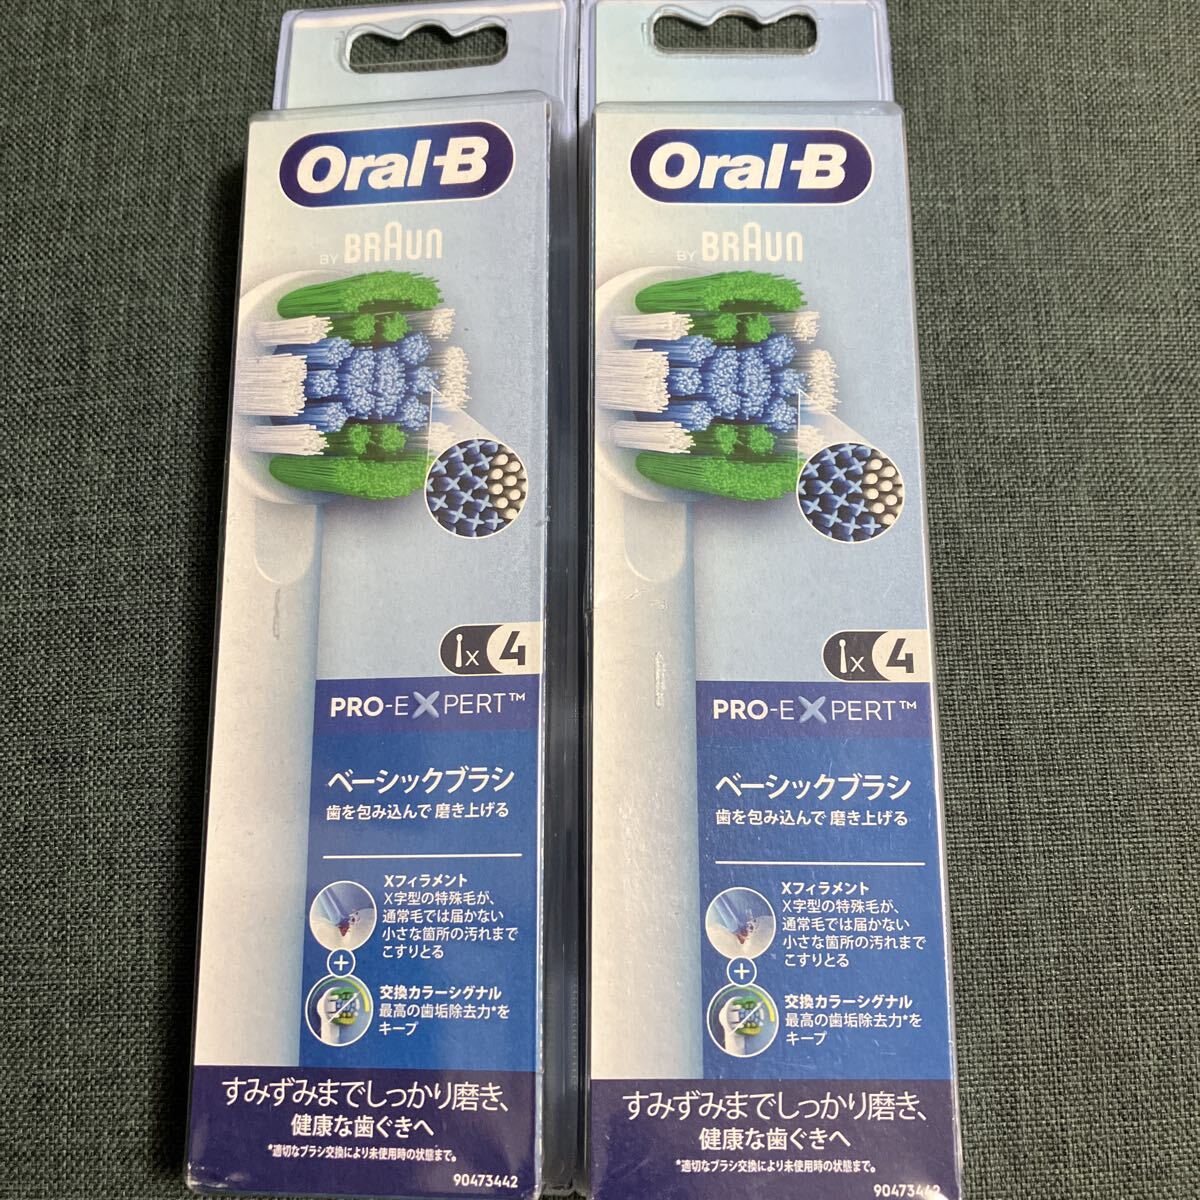 Oral-B
BY BRAUN
x 4
PRO-EXPERT™
ベーシックブラシ
歯を包み込んで 磨き上げる
Xフィラメント
X字型の特殊毛が、
通常毛では届かない
小さな箇所の汚れまで
こすりとる
+
交換カラーシグナル
最高の歯垢除去力*を
キープ
すみずみまでしっかり磨き、
健康な歯ぐきへ
*適切なブラシ交換により未使用時の状態まで。
90473442
Oral-B
BY BRAUN
x 4
PRO-EXPERT™
ベーシックブラシ
歯を包み込んで 磨き上げる
Xフィラメント
X字型の特殊毛が、
通常毛では届かない
小さな箇所の汚れまで
こすりとる
+
交換カラーシグナル
最高の歯垢除去力*を
キープ
すみずみまでしっかり磨き、
健康な歯ぐきへ
*適切なブラシ交換により未使用時の状態まで。
90473442